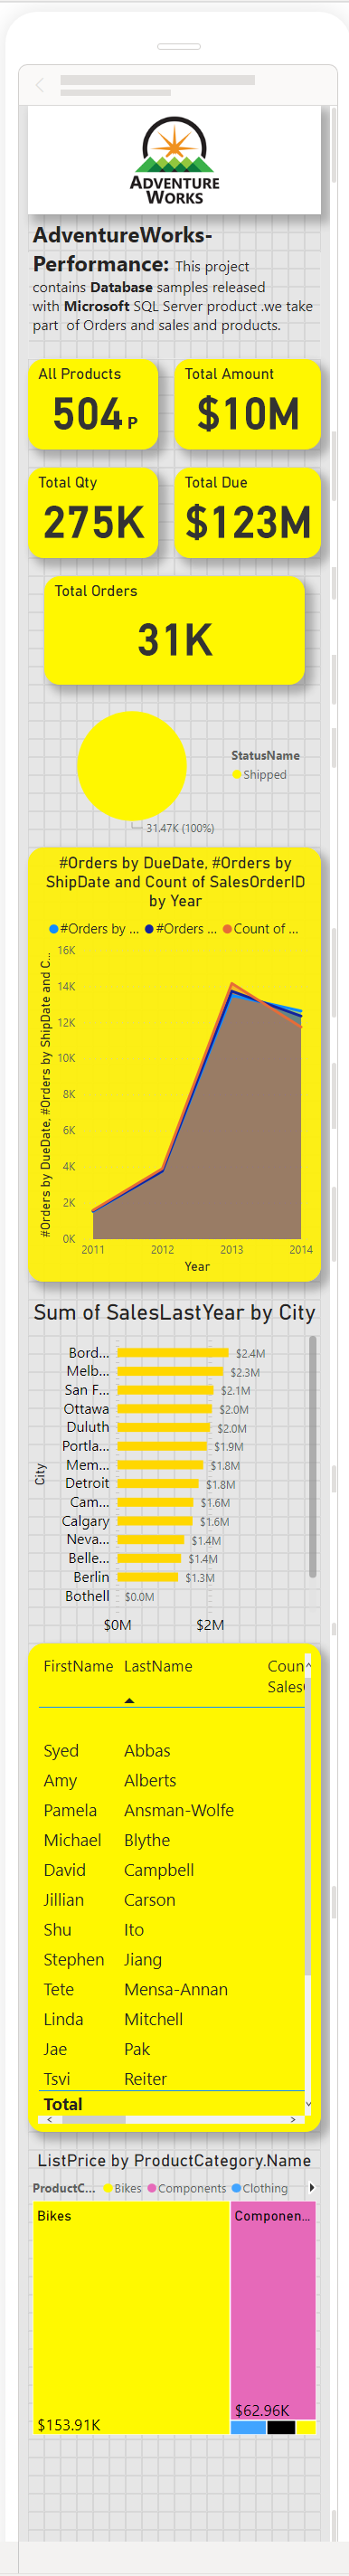 ADVENTURE
WORKS
AdventureWorks-
Performance: This project
contains Database samples released
with Microsoft SQL Server product .we take
part of Orders and sales and products.
All Products
504 P
Total Amount
$10M
Total Qty
275K
Total Due
$123M
Total Orders
31K
StatusName
Shipped
31.47K (100%)
#Orders by DueDate, #Orders by
ShipDate and Count of SalesOrderID
by Year
#Orders by ... #Orders ... Count of ...
#Orders by DueDate, #Orders by ShipDate and C...
16K
14K
12K
10K
8K
6K
4K
2K
0K
2011 2012 2013 2014
Year
Sum of SalesLastYear by City
City
Bord... $2.4M
Melb... $2.3M
San F... $2.1M
Ottawa $2.0M
Duluth $2.0M
Portla... $1.9M
Mem... $1.8M
Detroit $1.8M
Cam... $1.6M
Calgary $1.6M
Neva... $1.4M
Belle... $1.4M
Berlin $1.3M
Bothell $0.0M
$0M $2M
FirstName LastName Coun
Sales
Syed Abbas
Amy Alberts
Pamela Ansman-Wolfe
Michael Blythe
David Campbell
Jillian Carson
Shu Ito
Stephen Jiang
Tete Mensa-Annan
Linda Mitchell
Jae Pak
Tsvi Reiter
Total
ListPrice by ProductCategory.Name
ProductC... Bikes Components Clothing
Bikes
Componen...
$62.96K
$153.91K